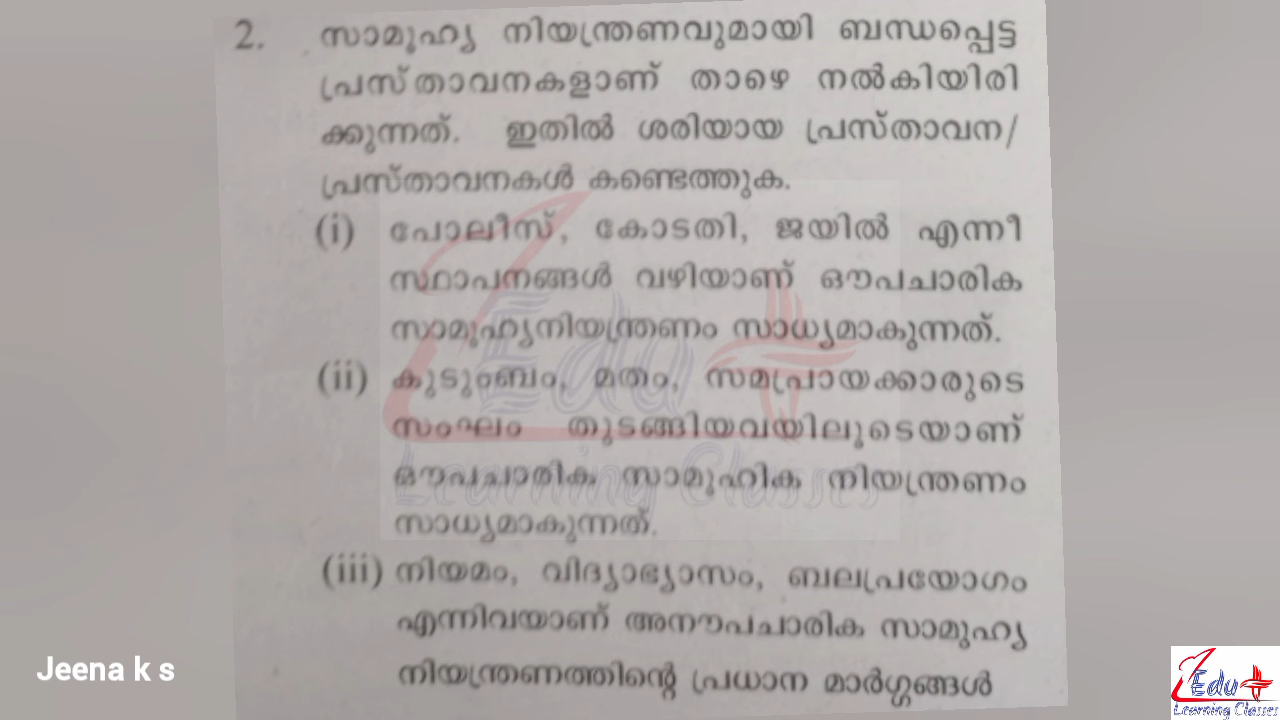 2. സാമൂഹ്യ നിയന്ത്രണവുമായി ബന്ധപ്പെട്ട
പ്രസ്താവനകളാണ് താഴെ നൽകിയിരി
ക്കുന്നത്. ഇതിൽ ശരിയായ പ്രസ്താവന/
പ്രസ്താവനകൾ കണ്ടെത്തുക.
(i) പോലീസ്, കോടതി, ജയിൽ എന്നീ
സ്ഥാപനങ്ങൾ വഴിയാണ് ഔപചാരിക
സാമൂഹ്യനിയന്ത്രണം സാധ്യമാകുന്നത്.
(ii) കുടുംബം, മതം, സമപ്രായക്കാരുടെ
സംഘം തുടങ്ങിയവയിലൂടെയാണ്
ഔപചാരിക സാമൂഹിക നിയന്ത്രണം
സാധ്യമാകുന്നത്.
(iii) നിയമം, വിദ്യാഭ്യാസം, ബലപ്രയോഗം
എന്നിവയാണ് അനൗപചാരിക സാമൂഹ്യ
നിയന്ത്രണത്തിന്റെ പ്രധാന മാർഗ്ഗങ്ങൾ
Edu
Learning Classes
Jeena k s
Edu
Learning Classes